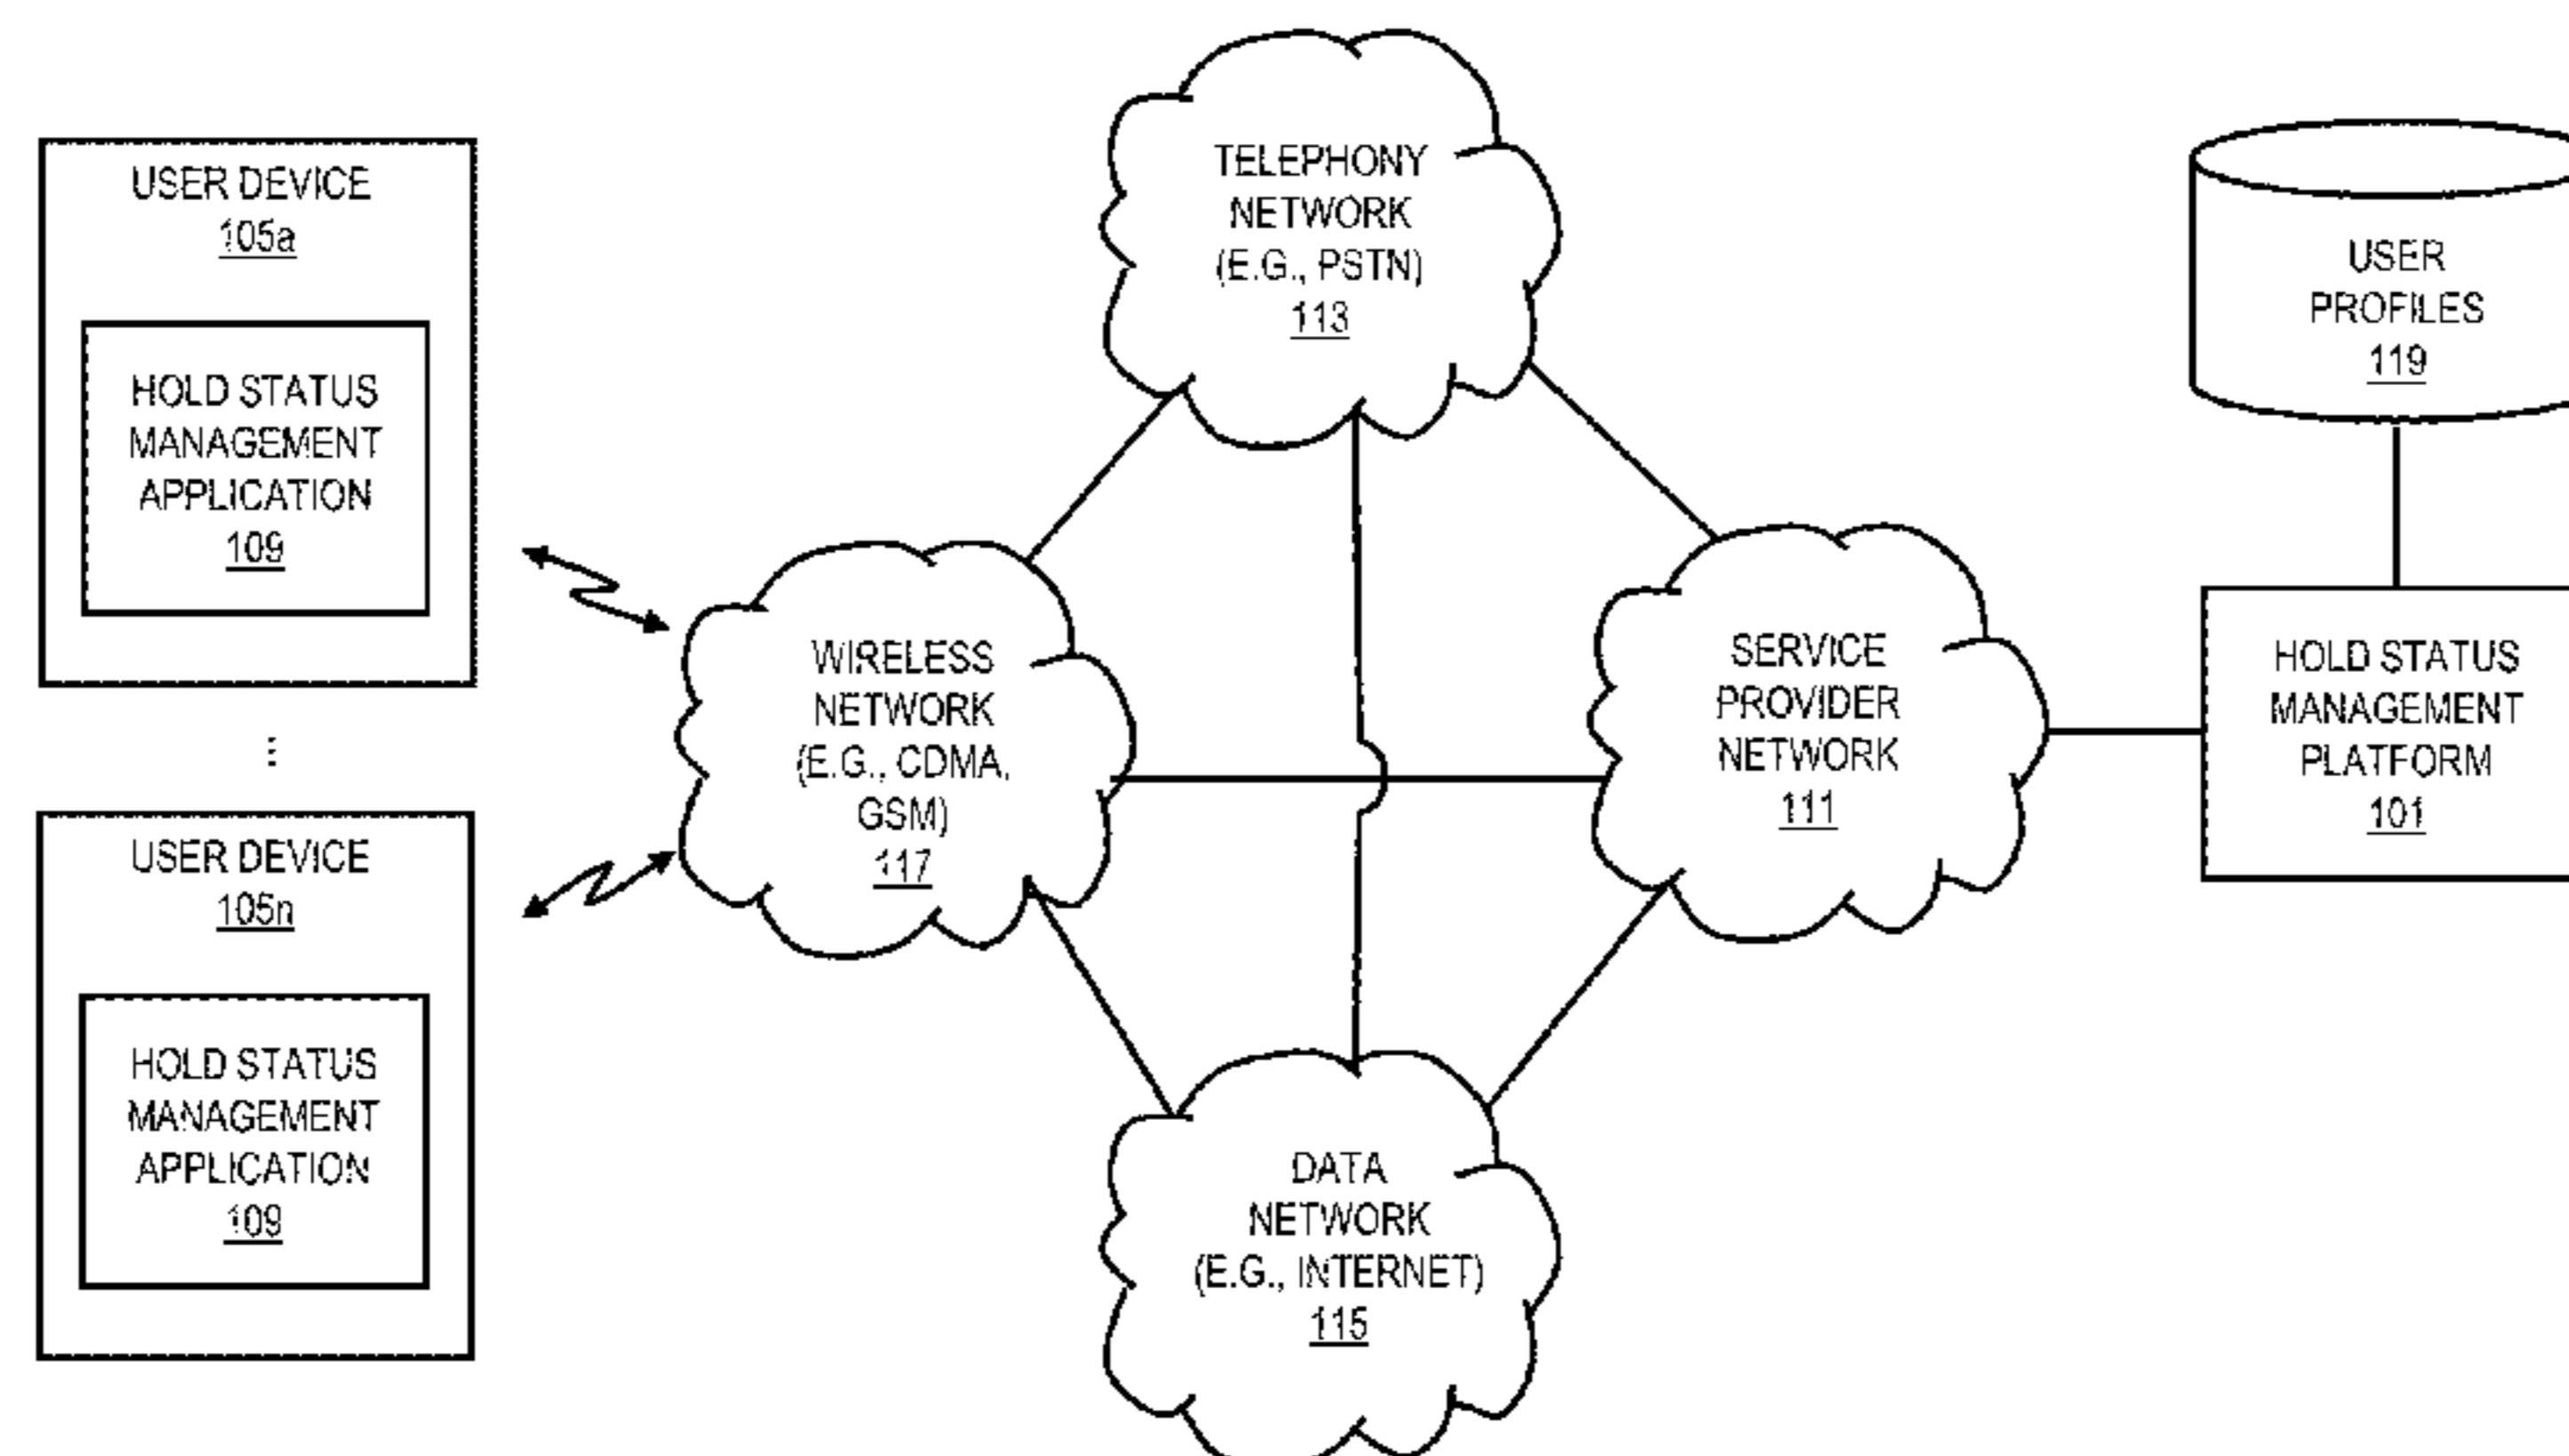 USER DEVICE
105a
HOLD STATUS
MANAGEMENT
APPLICATION
109
...
USER DEVICE
105n
HOLD STATUS
MANAGEMENT
APPLICATION
109
TELEPHONY
NETWORK
(E.G., PSTN)
113
WIRELESS
NETWORK
(E.G., CDMA,
GSM)
117
SERVICE
PROVIDER
NETWORK
111
DATA
NETWORK
(E.G., INTERNET)
115
USER
PROFILES
119
HOLD STATUS
MANAGEMENT
PLATFORM
101